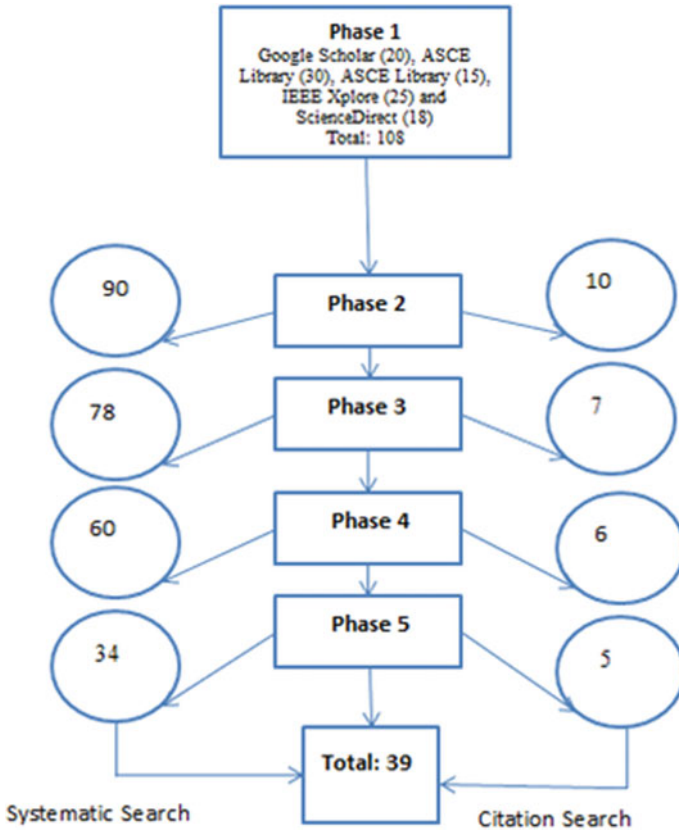 Phase 1
Google Scholar (20), ASCE
Library (30), ASCE Library (15),
IEEE Xplore (25) and
ScienceDirect (18)
Total: 108
90
Phase 2
10
78
Phase 3
7
60
Phase 4
6
34
Phase 5
5
Total: 39
Systematic Search
Citation Search